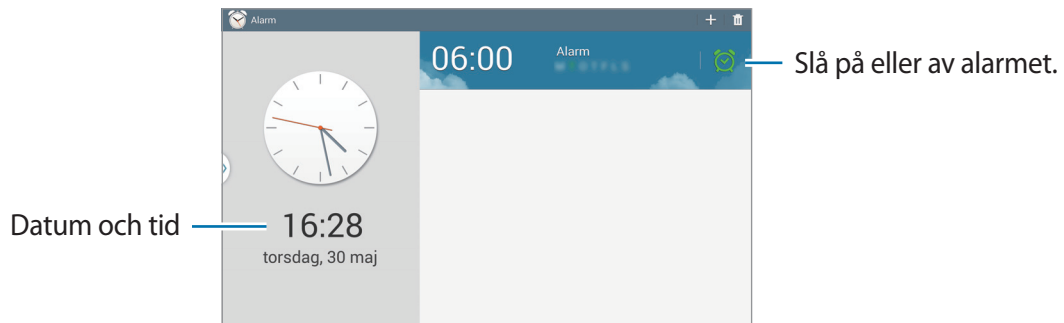 Alarm
06:00
Alarm
Slå på eller av alarmet.
Datum och tid
16:28
torsdag, 30 maj